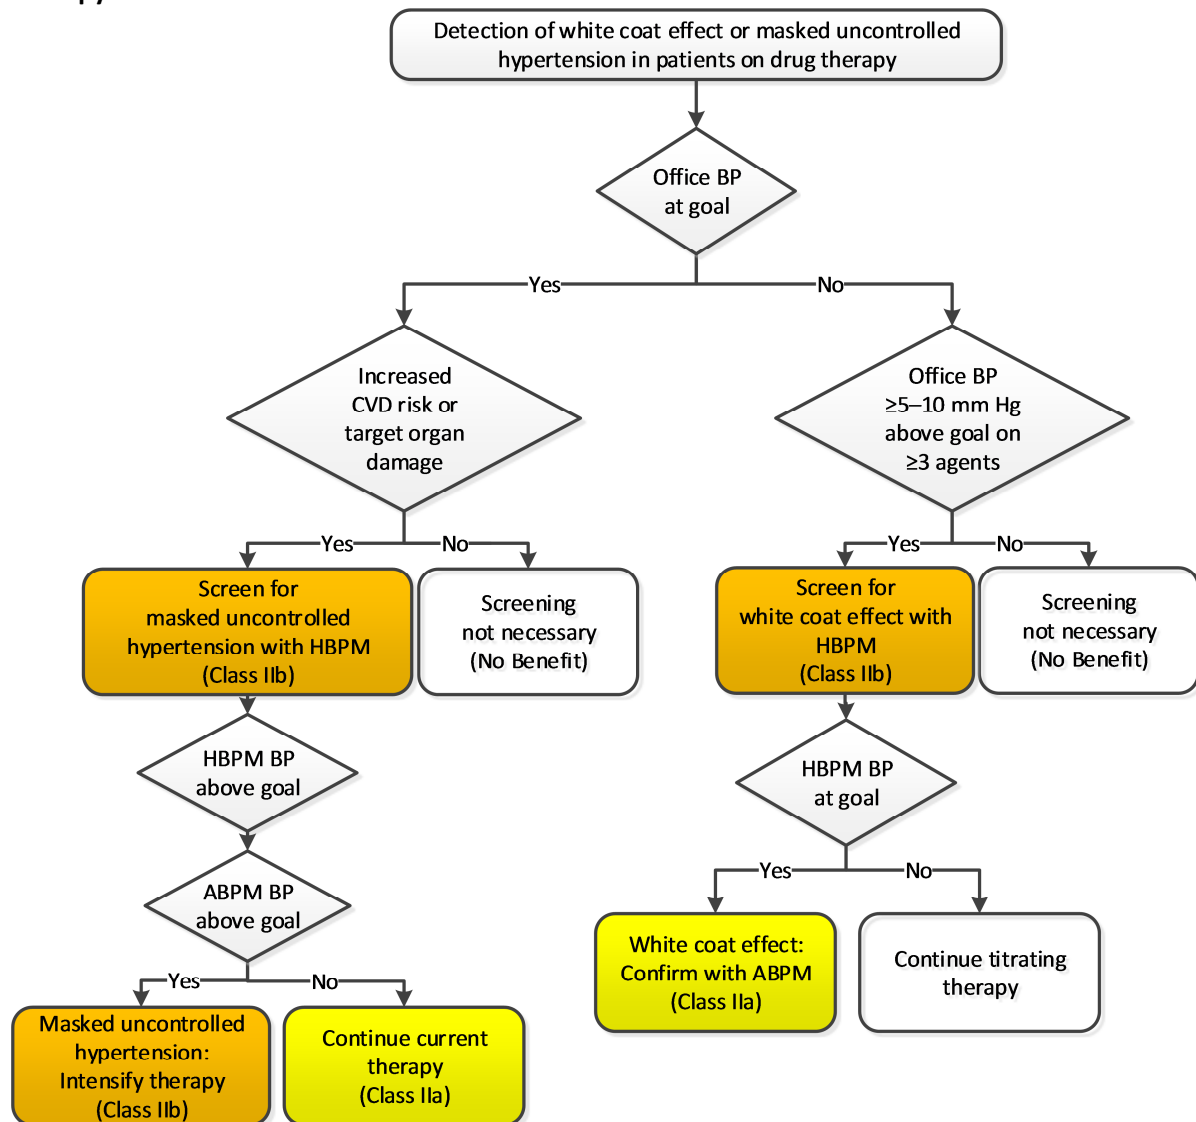 Detection of white coat effect or masked uncontrolled
hypertension in patients on drug therapy
Office BP
at goal
Yes
No
Increased
CVD risk or
target organ
damage
Office BP
≥5–10 mm Hg
above goal on
≥3 agents
Yes
No
Yes
No
Screen for
masked uncontrolled
hypertension with HBPM
(Class IIb)
Screening
not necessary
(No Benefit)
Screen for
white coat effect with
HBPM
(Class IIb)
Screening
not necessary
(No Benefit)
HBPM BP
above goal
HBPM BP
at goal
ABPM BP
above goal
Yes
No
Yes
No
White coat effect:
Confirm with ABPM
(Class IIa)
Continue titrating
therapy
Masked uncontrolled
hypertension:
Intensify therapy
(Class IIb)
Continue current
therapy
(Class IIa)